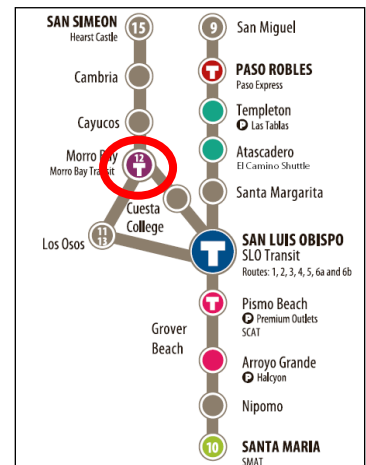 SAN SIMEON
Hearst Castle
15
Cambria
Cayucos
Morro Bay
Morro Bay Transit
12
T
Cuesta
College
Los Osos
11
13
9
San Miguel
T
PASO ROBLES
Paso Express
Templeton
P Las Tablas
Atascadero
El Camino Shuttle
Santa Margarita
T
SAN LUIS OBISPO
SLO Transit
Routes: 1, 2, 3, 4, 5, 6a and 6b
T
Pismo Beach
P Premium Outlets
SCAT
Grover
Beach
Arroyo Grande
P Halcyon
Nipomo
10
SANTA MARIA
SMAT